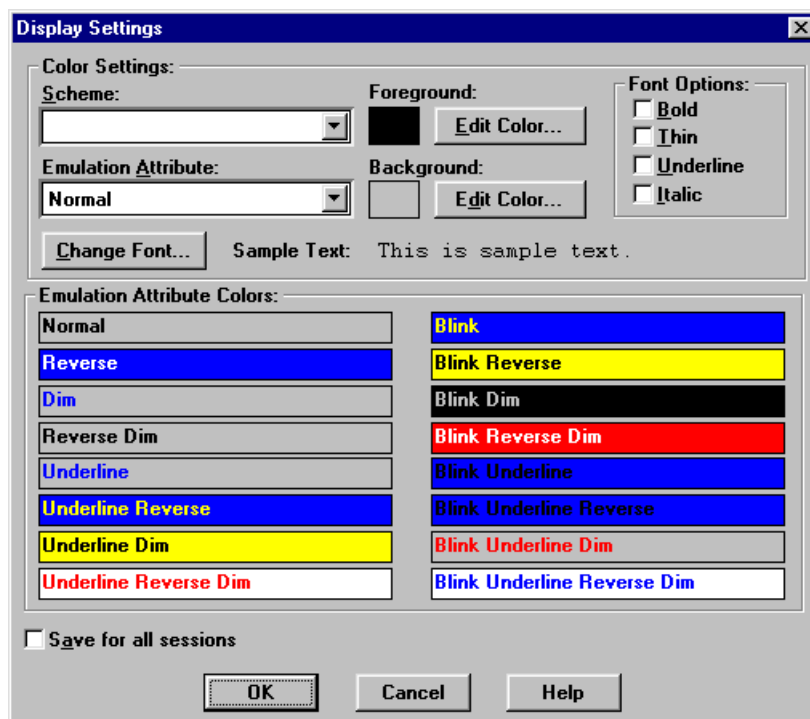 Display Settings
Color Settings:
Scheme:
Foreground:
Edit Color...
Font Options:
Bold
Thin
Underline
Italic
Emulation Attribute:
Normal
Background:
Edit Color...
Change Font...
Sample Text:
This is sample text.
Emulation Attribute Colors:
Normal
Blink
Reverse
Blink Reverse
Dim
Blink Dim
Reverse Dim
Blink Reverse Dim
Underline
Blink Underline
Underline Reverse
Blink Underline Reverse
Underline Dim
Blink Underline Dim
Underline Reverse Dim
Blink Underline Reverse Dim
Save for all sessions
OK
Cancel
Help